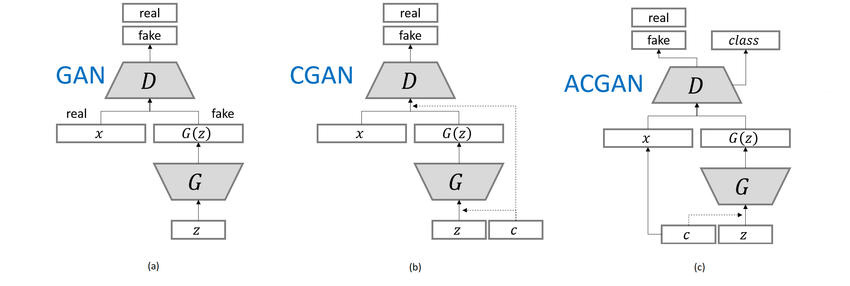 real
fake
GAN
D
real
fake
x
G(z)
G
z
(a)
real
fake
CGAN
D
x
G(z)
G
z
c
(b)
real
fake
class
ACGAN
D
x
G(z)
G
c
z
(c)